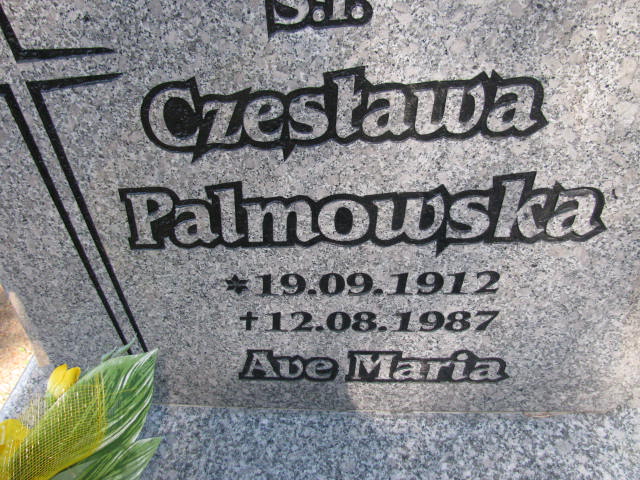 Ś.P.
Czesława
Palmowska
*19.09.1912
†12.08.1987
Ave Maria